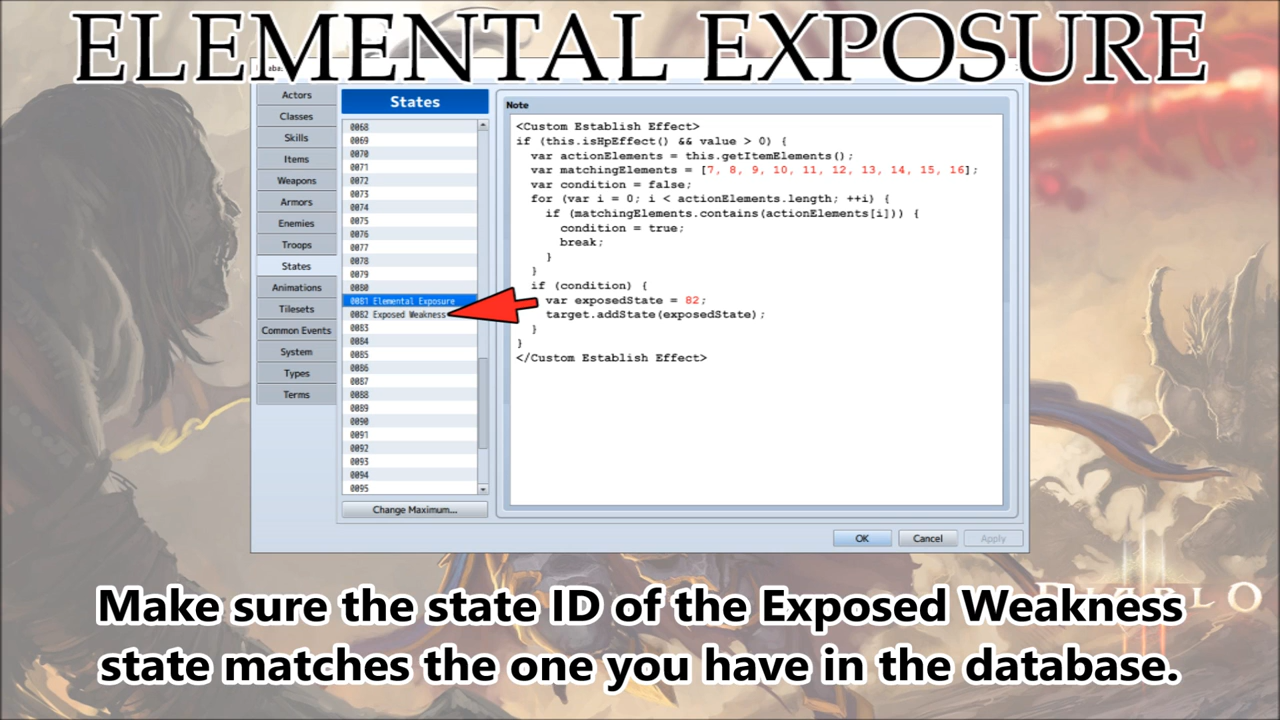 ELEMENTAL EXPOSURE
Actors
Classes
Skills
Items
Weapons
Armors
Enemies
Troops
States
Animations
Tilesets
Common Events
System
Types
Terms
States
0068
0069
0070
0071
0072
0073
0074
0075
0076
0077
0078
0079
0080
0081 Elemental Exposure
0082 Exposed Weakness
0083
0084
0085
0086
0087
0088
0089
0090
0091
0092
0093
0094
0095
Change Maximum...
Note
<Custom Establish Effect>
if (this.isHpEffect() && value > 0) {
  var actionElements = this.getItemElements();
  var matchingElements = [7, 8, 9, 10, 11, 12, 13, 14, 15, 16];
  var condition = false;
  for (var i = 0; i < actionElements.length; ++i) {
    if (matchingElements.contains(actionElements[i])) {
      condition = true;
      break;
    }
  }
  if (condition) {
    var exposedState = 82;
    target.addState(exposedState);
  }
}
</Custom Establish Effect>
OK
Cancel
Apply
Make sure the state ID of the Exposed Weakness
state matches the one you have in the database.